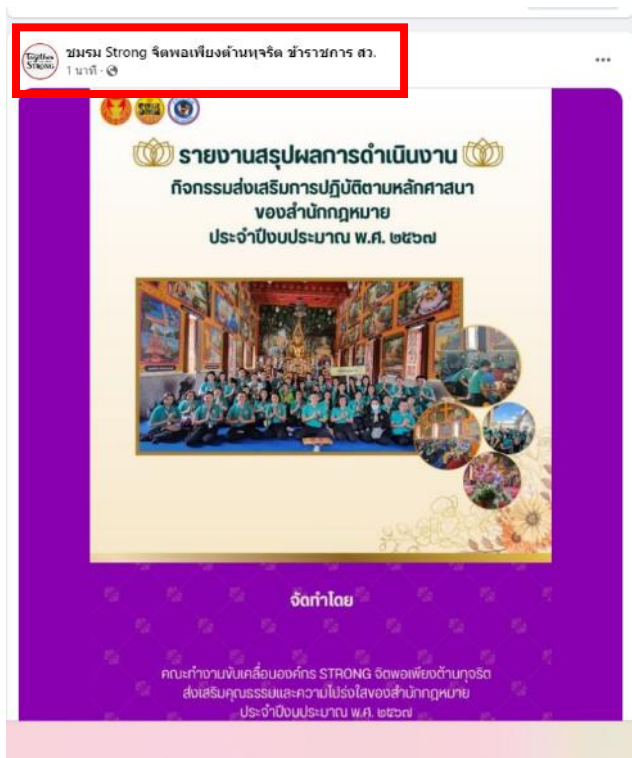 ชมรม Strong จิตพอเพียงต้านทุจริต ข้าราชการ สว.
1 นาที ·
รายงานสรุปผลการดำเนินงาน
กิจกรรมส่งเสริมการปฏิบัติตามหลักศาสนา
ของสำนักกฎหมาย
ประจำปีงบประมาณ พ.ศ. ๒๕๖๗
จัดทำโดย
คณะทำงานขับเคลื่อนองค์กร STRONG จิตพอเพียงต้านทุจริต
ส่งเสริมคุณธรรมและความโปร่งใสของสำนักกฎหมาย
ประจำปีงบประมาณ พ.ศ. ๒๕๖๗